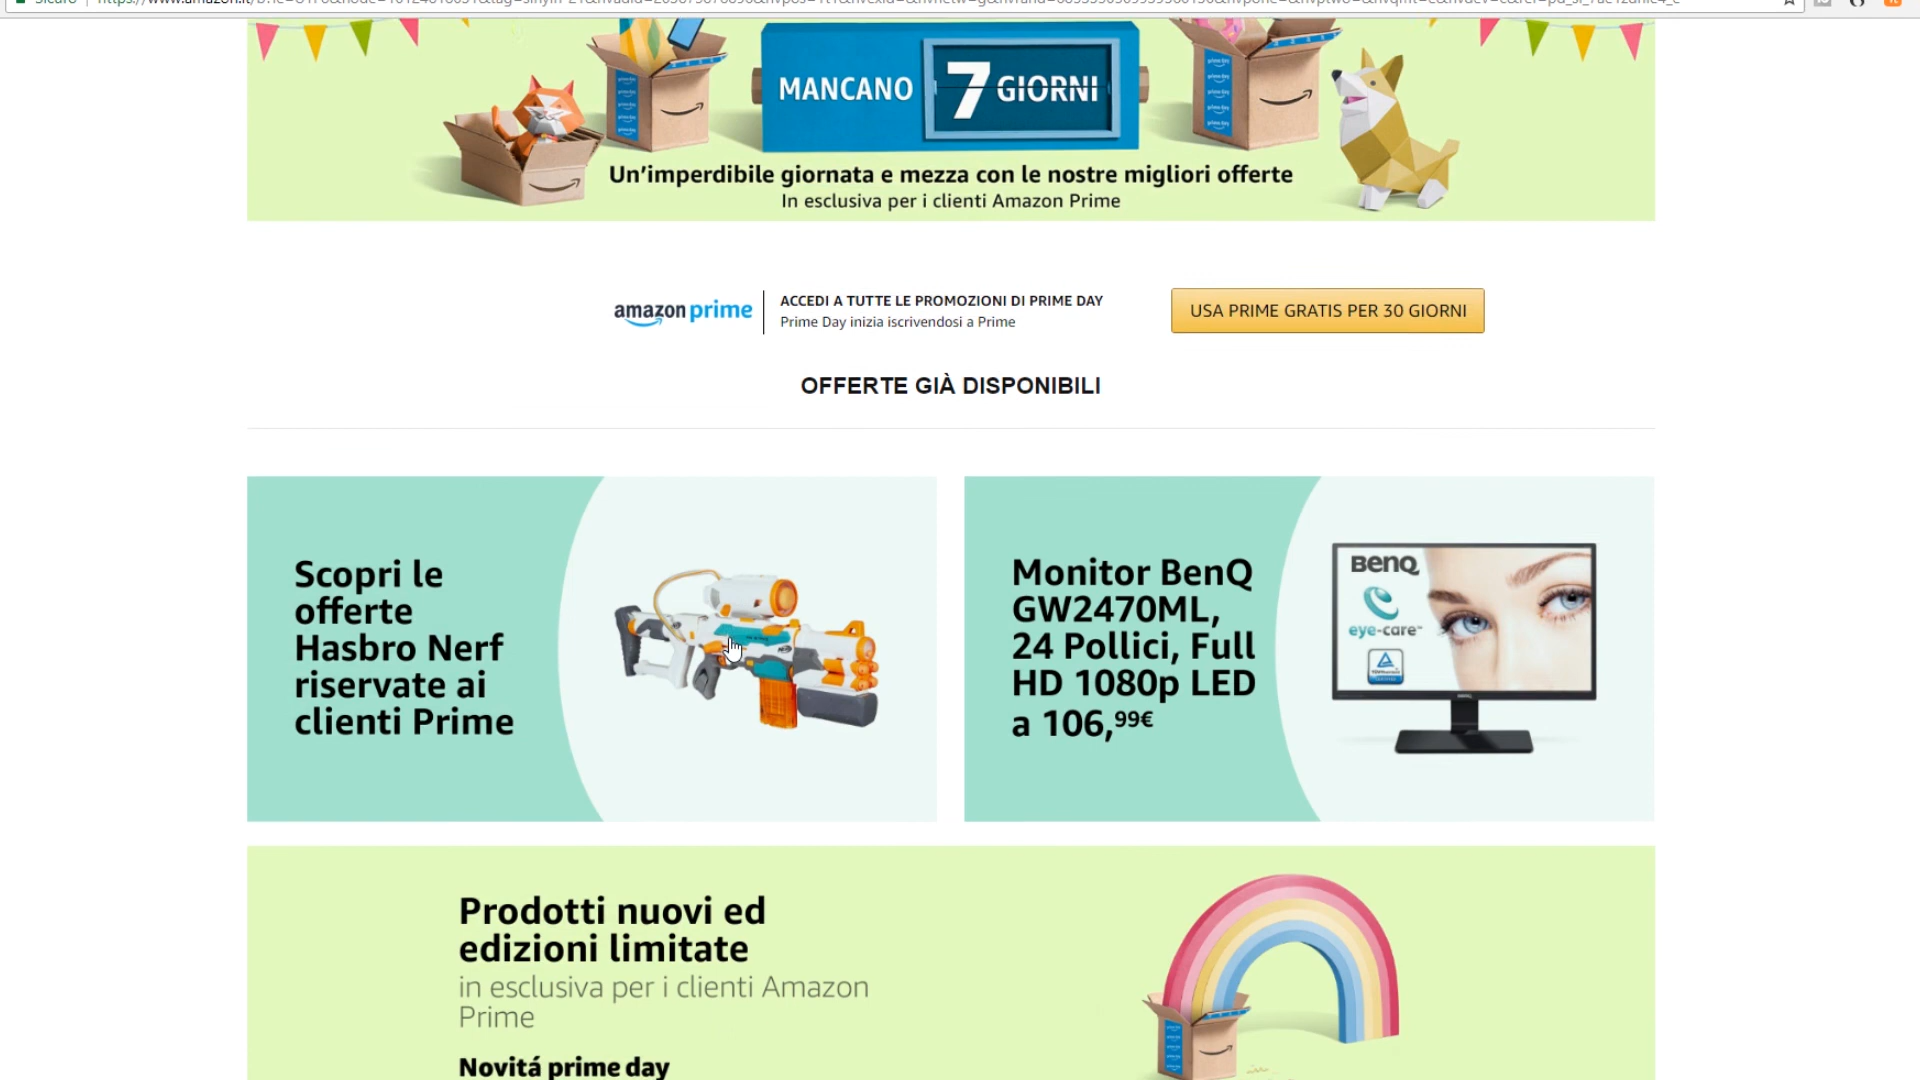 MANCANO 7 GIORNI
Un'imperdibile giornata e mezza con le nostre migliori offerte
In esclusiva per i clienti Amazon Prime
amazon prime
ACCEDI A TUTTE LE PROMOZIONI DI PRIME DAY
Prime Day inizia iscrivendosi a Prime
USA PRIME GRATIS PER 30 GIORNI
OFFERTE GIÀ DISPONIBILI
Scopri le
offerte
Hasbro Nerf
riservate ai
clienti Prime
Monitor BenQ
GW2470ML,
24 Pollici, Full
HD 1080p LED
a 106,99€
BenQ
eye-care™
Prodotti nuovi ed
edizioni limitate
in esclusiva per i clienti Amazon
Prime
Novitá prime day